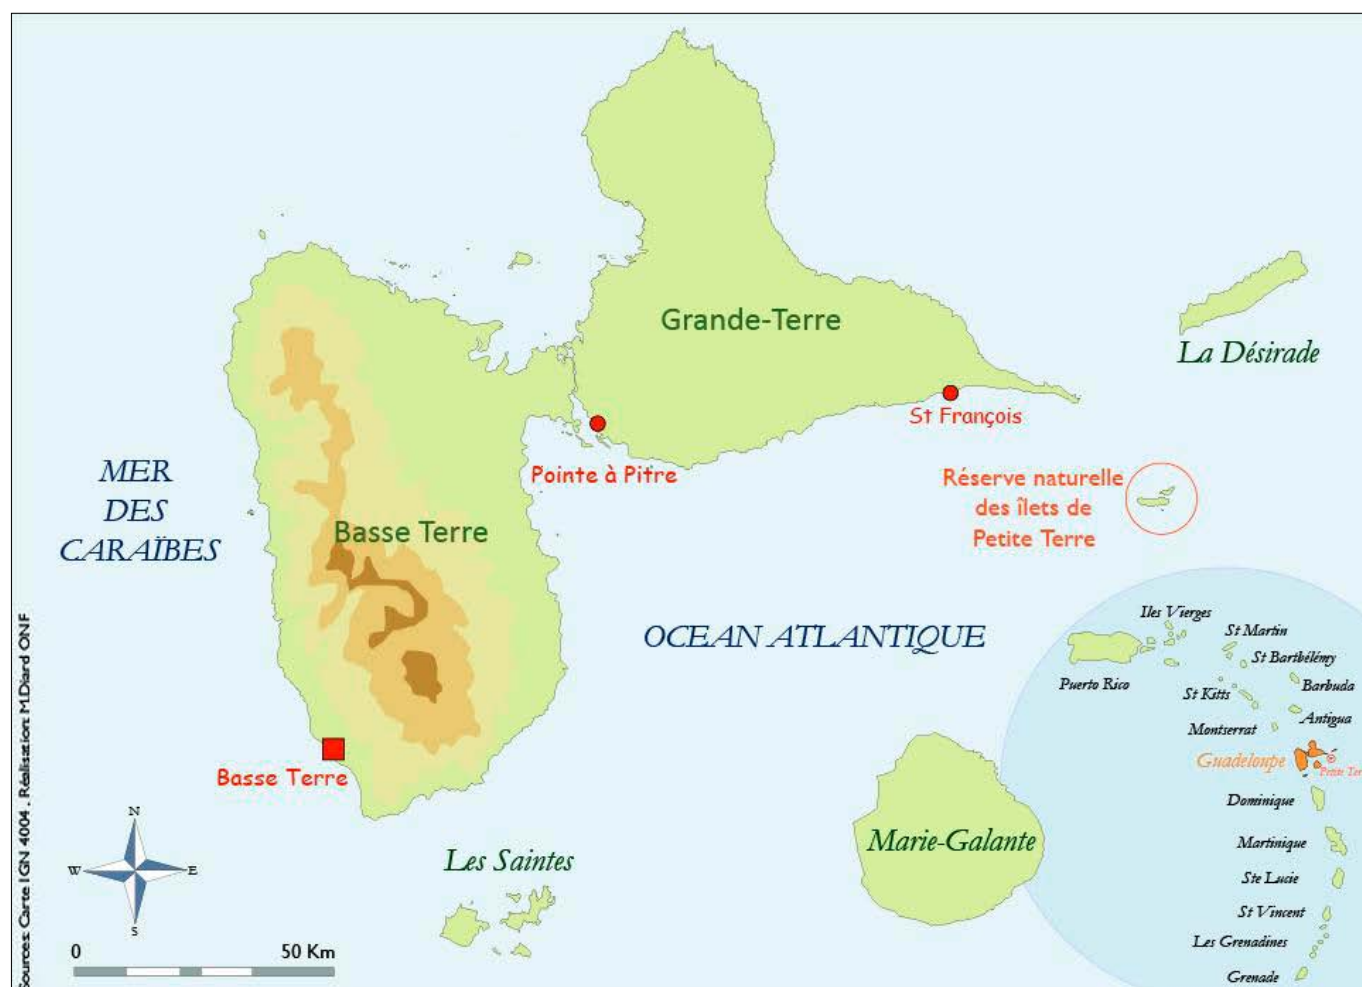 Grande-Terre
La Désirade
St François
Pointe à Pitre
MER
DES
CARAÏBES
Réserve naturelle
des îlets de
Petite Terre
Basse Terre
OCEAN ATLANTIQUE
Iles Vierges
St Martin
St Barthélémy
Puerto Rico
St Kitts
Barbuda
Antigua
Montserrat
Guadeloupe
Petite Ter
Basse Terre
Dominique
Marie-Galante
Martinique
Les Saintes
Ste Lucie
St Vincent
Les Grenadines
Grenade
N
W
E
S
0
50 Km
Sources: Carte IGN 4004 . Réalisation: M.Diard ONF